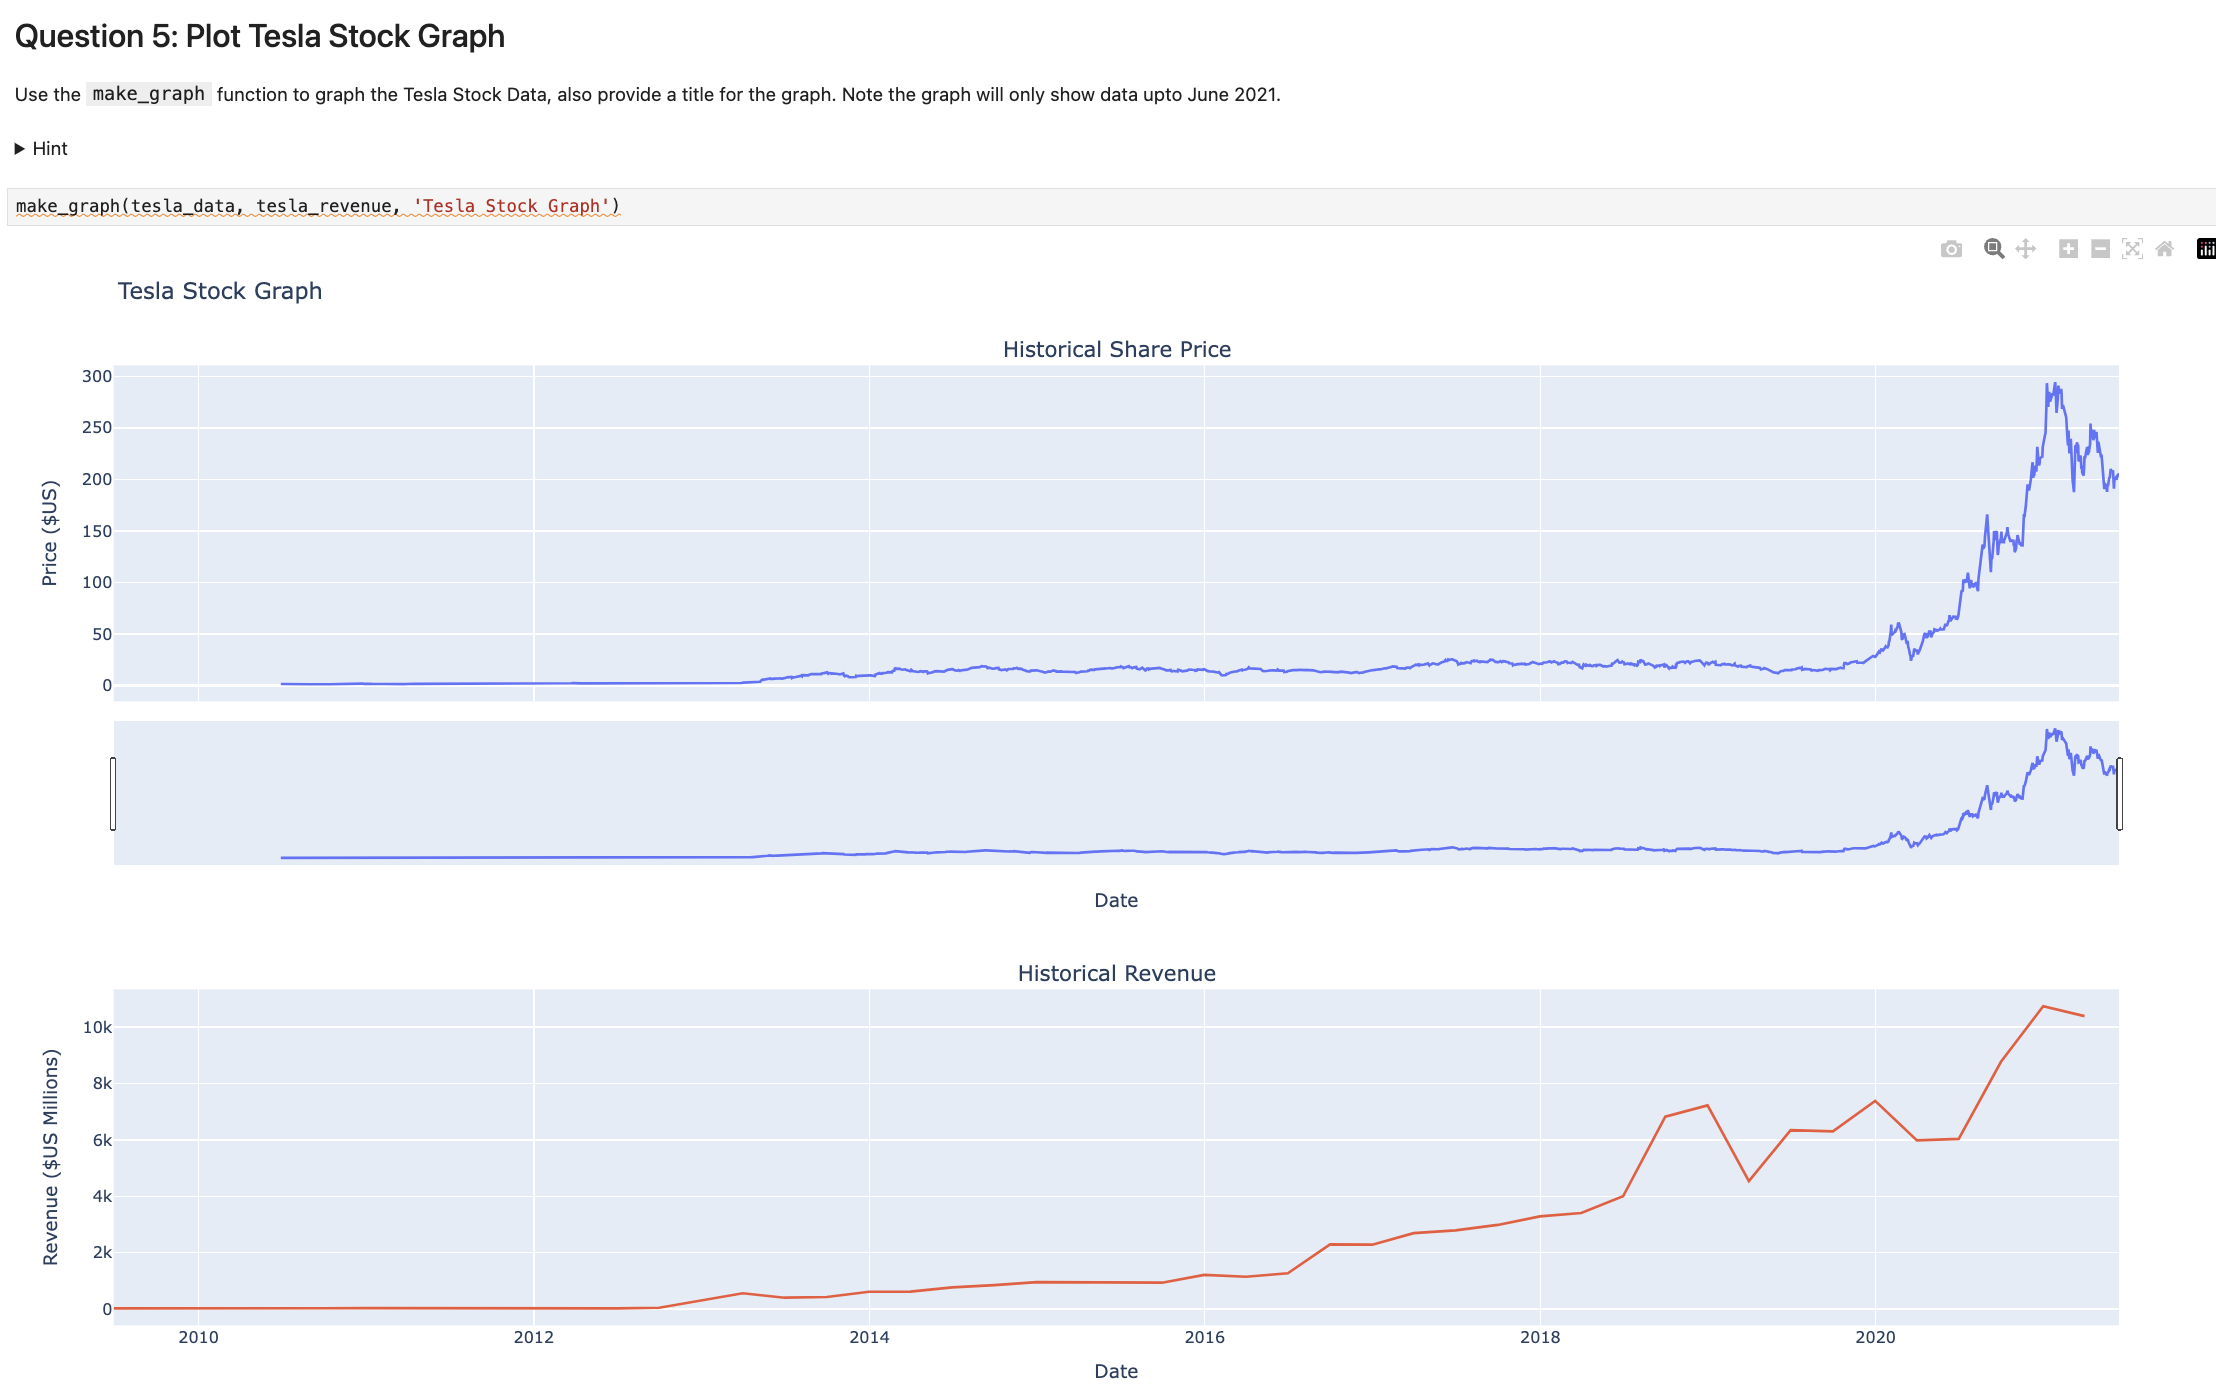 Question 5: Plot Tesla Stock Graph
Use the make_graph function to graph the Tesla Stock Data, also provide a title for the graph. Note the graph will only show data upto June 2021.
Hint
make_graph(tesla_data, tesla_revenue, 'Tesla Stock Graph')
Tesla Stock Graph
Historical Share Price
300
250
200
150
100
50
0
Price ($US)
Date
Historical Revenue
10k
8k
6k
4k
2k
0
Revenue ($US Millions)
2010 2012 2014 2016 2018 2020
Date